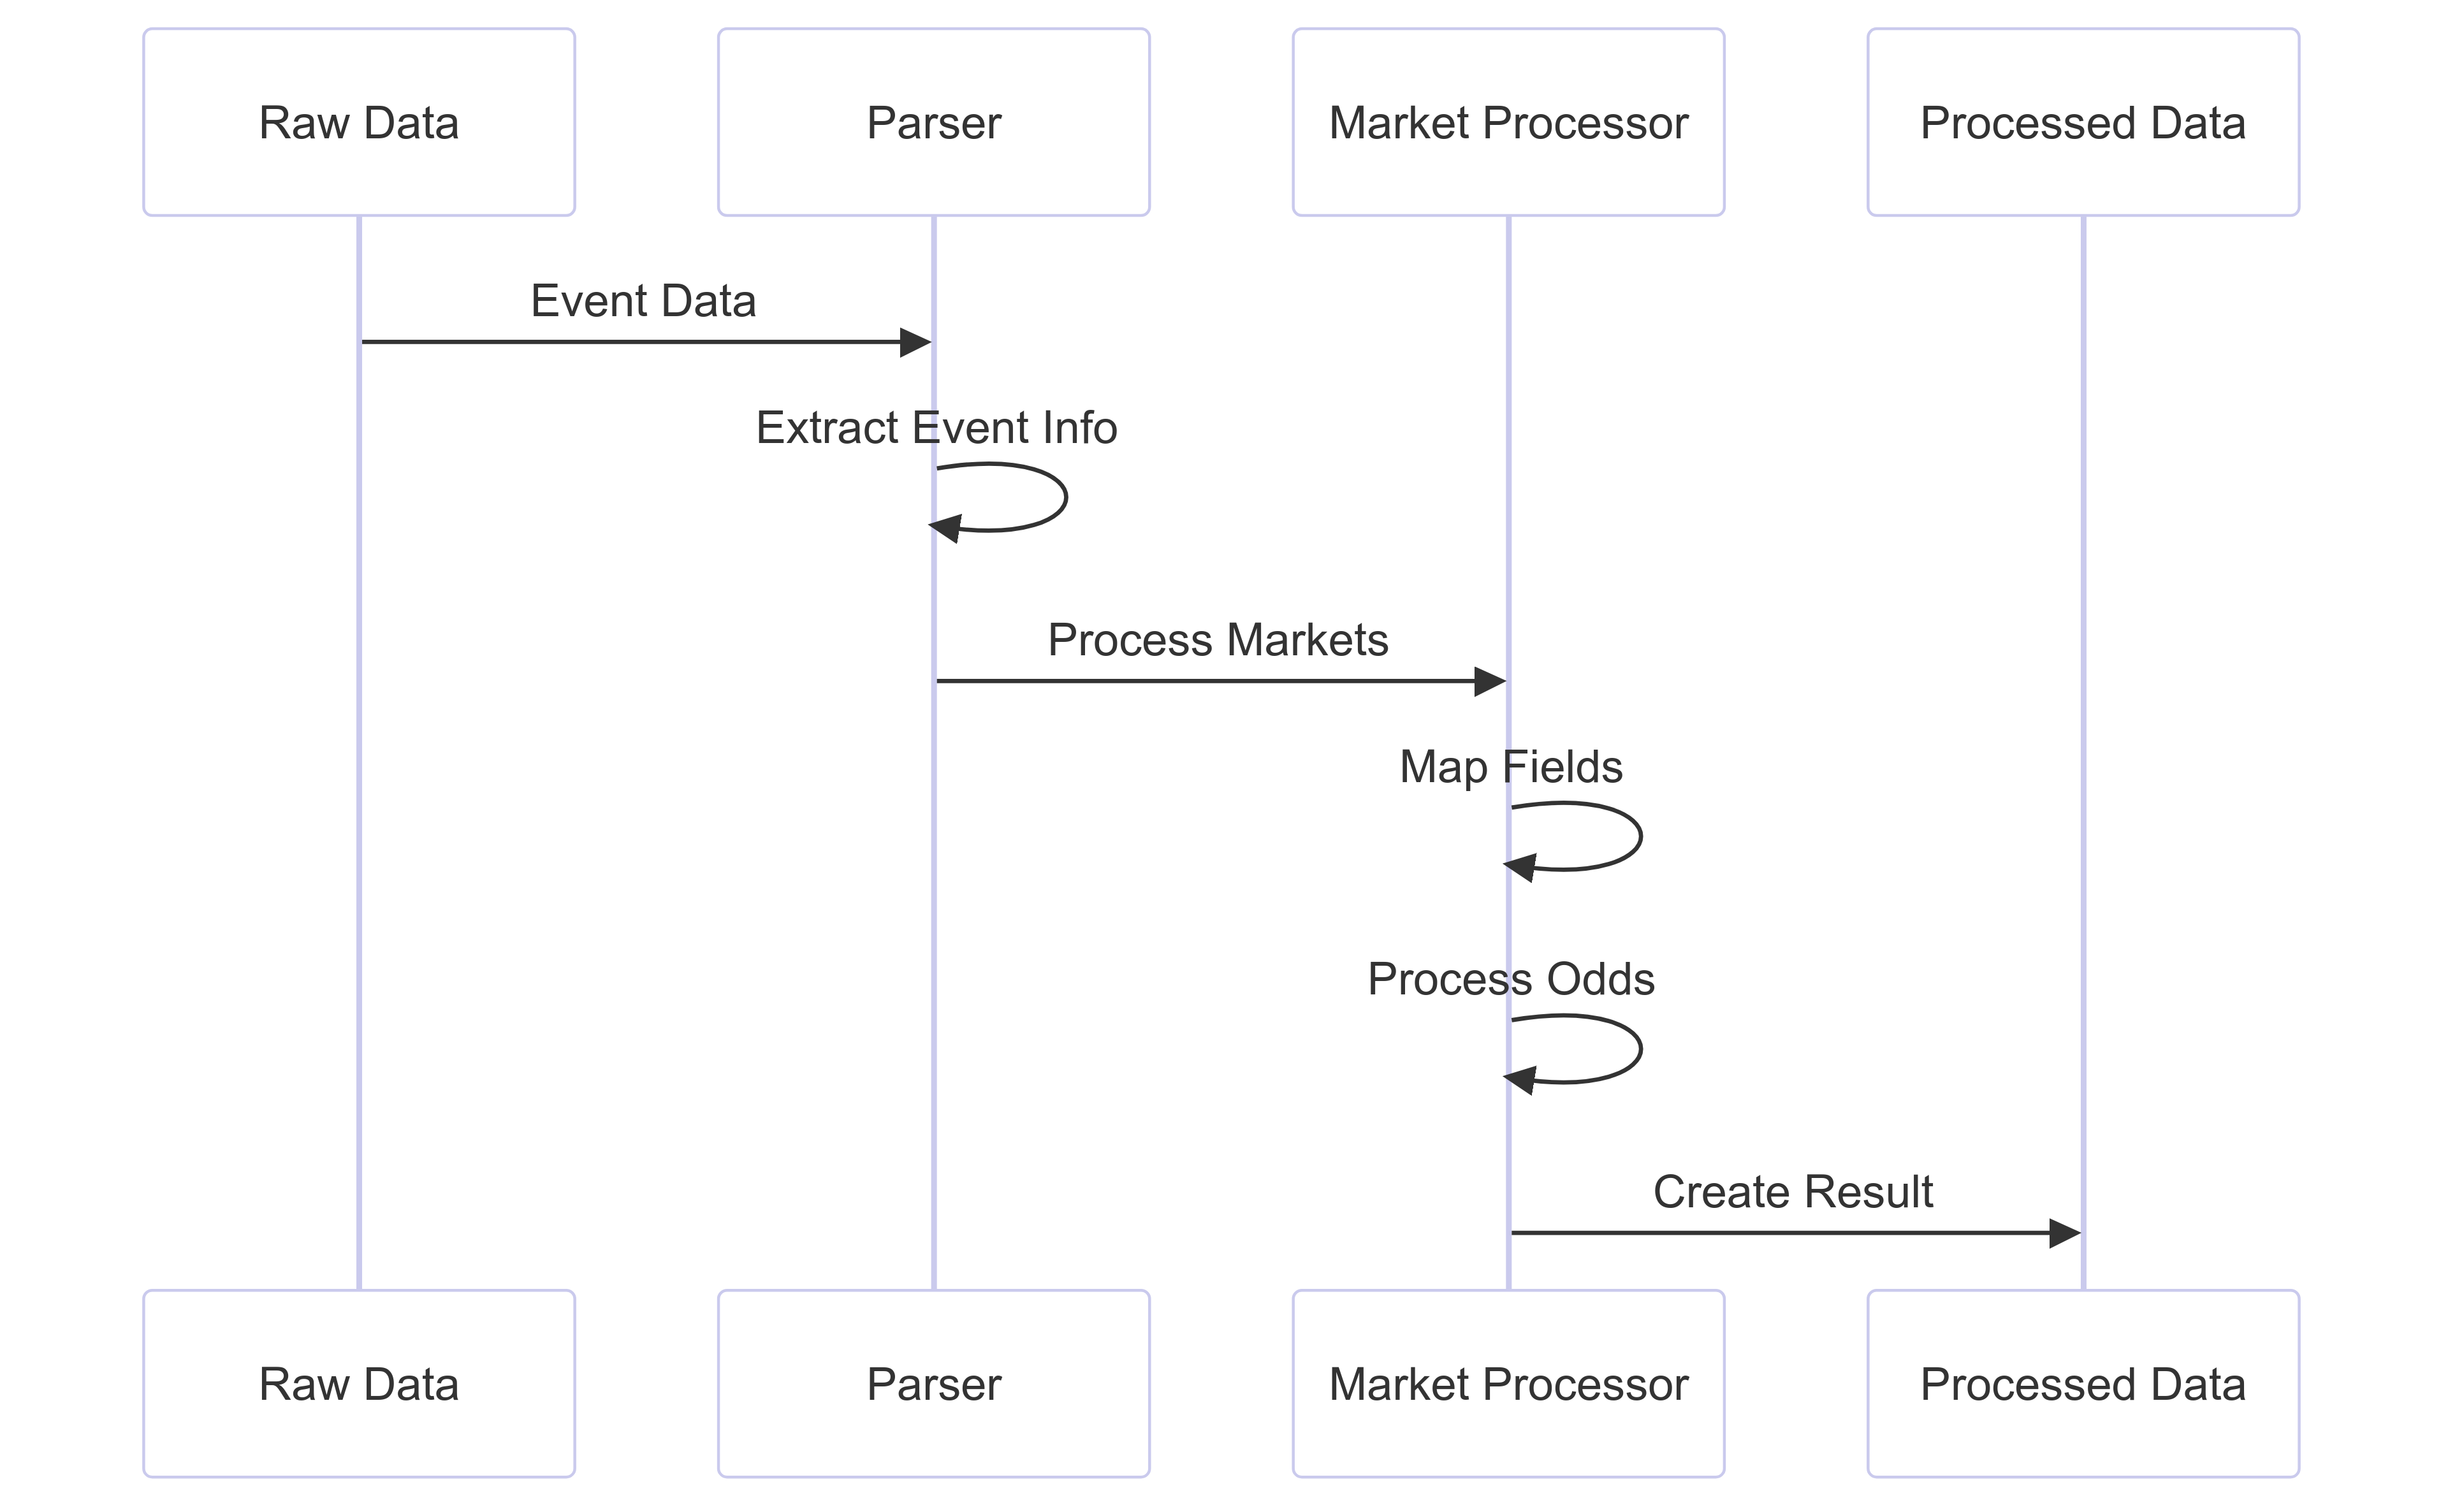 Raw Data
Parser
Market Processor
Processed Data
Event Data
Extract Event Info
Process Markets
Map Fields
Process Odds
Create Result
Raw Data
Parser
Market Processor
Processed Data